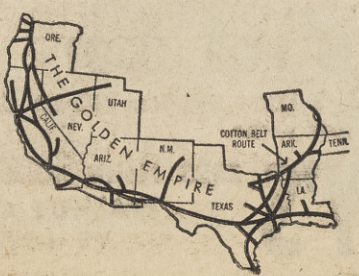 ORE.
THE GOLDEN EMPIRE
CALIF.
NEV.
UTAH
ARIZ.
N.M.
TEXAS
COTTON BELT
ROUTE
MO.
ARK.
TENN.
LA.